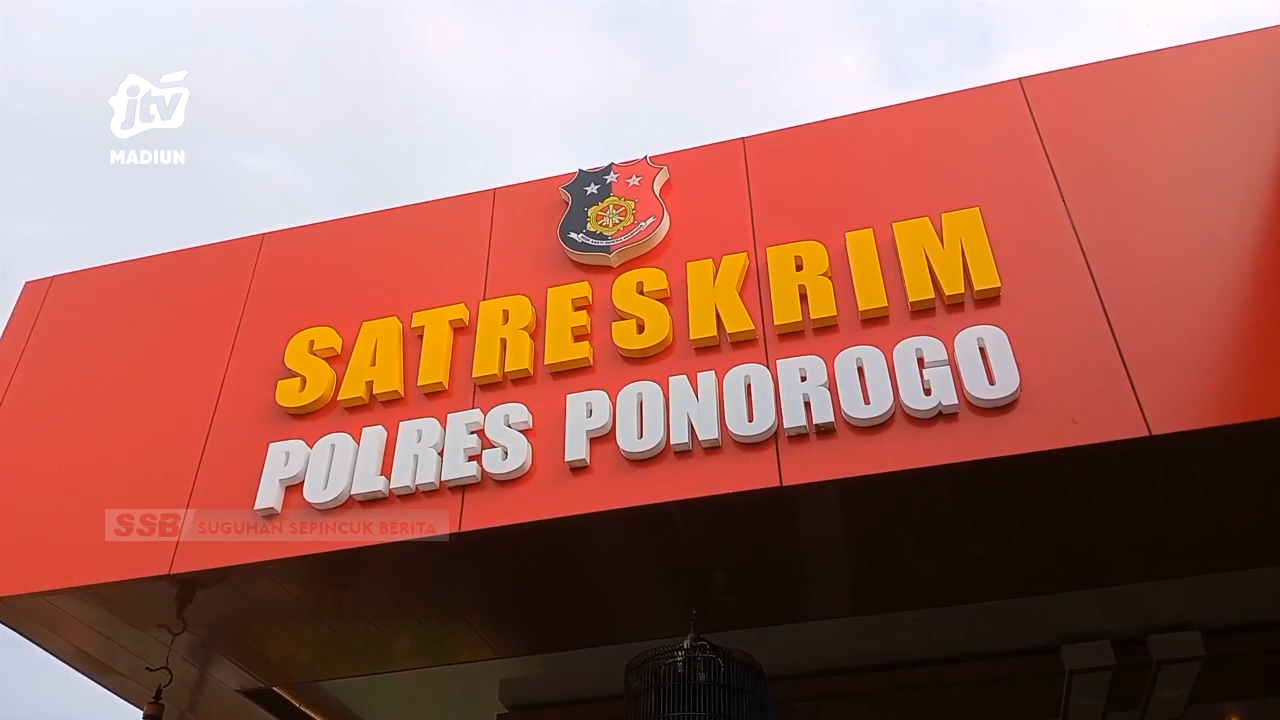 jtv
MADIUN
SATRESKRIM
POLRES PONOROGO
SSB SUGUHAN SEPINCUK BERITA